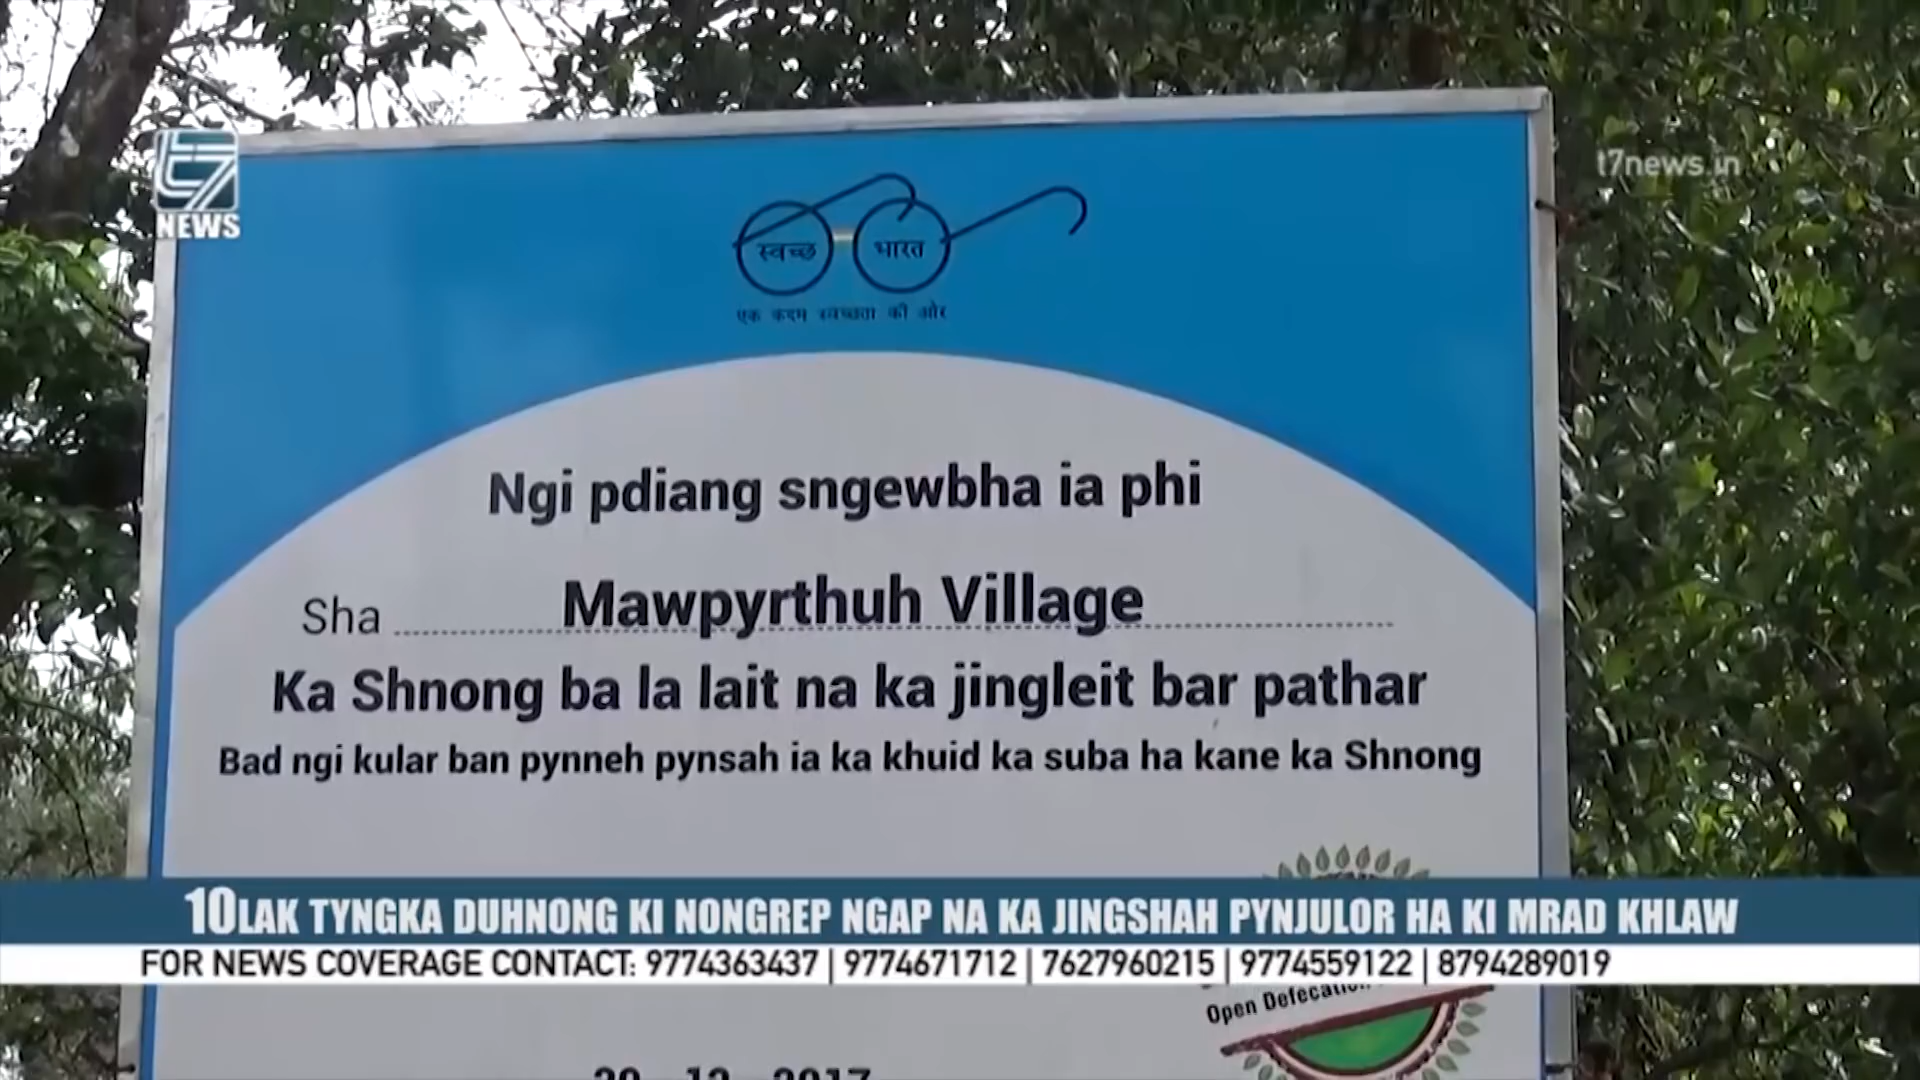 t7
NEWS
t7news.in
स्वच्छ भारत
एक कदम स्वच्छता की ओर
Ngi pdiang sngewbha ia phi
Sha Mawpyrthuh Village
Ka Shnong ba la lait na ka jingleit bar pathar
Bad ngi kular ban pynneh pynsah ia ka khuid ka suba ha kane ka Shnong
10LAK TYNGKA DUHNONG KI NONGREP NGAP NA KA JINGSHAH PYNJULOR HA KI MRAD KHLAW
FOR NEWS COVERAGE CONTACT: 9774363437 | 9774671712 | 7627960215 | 9774559122 | 8794289019
Open Defecation